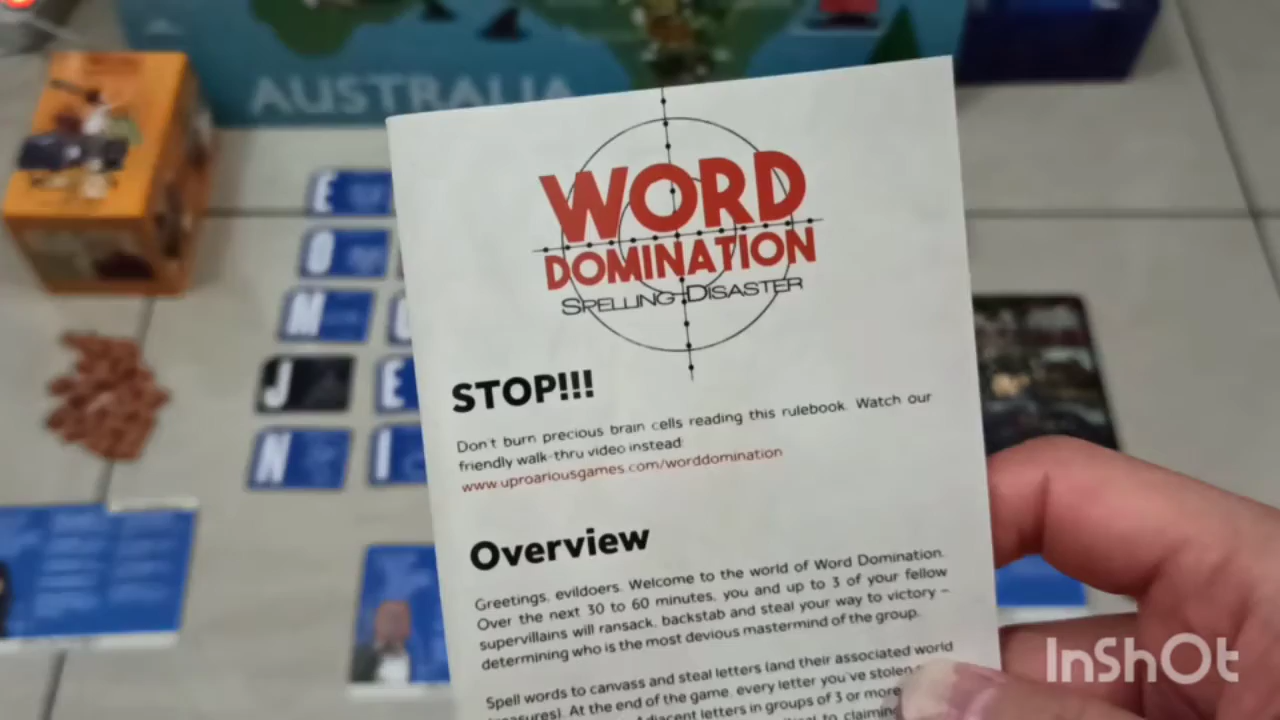 AUSTRALIA
WORD
DOMINATION
SPELLING DISASTER
E
O
M
J
E
N
I
STOP!!!
Don't burn precious brain cells reading this rulebook. Watch our
friendly walk-thru video instead:
www.uproariousgames.com/worddomination
Overview
Greetings, evildoers. Welcome to the world of Word Domination.
Over the next 30 to 60 minutes, you and up to 3 of your fellow
supervillains will ransack, backstab and steal your way to victory –
determining who is the most devious mastermind of the group.
Spell words to canvass and steal letters (and their associated world
treasures). At the end of the game, every letter you've stolen
Adjacent letters in groups of 3 or more
to claiming
InShOt